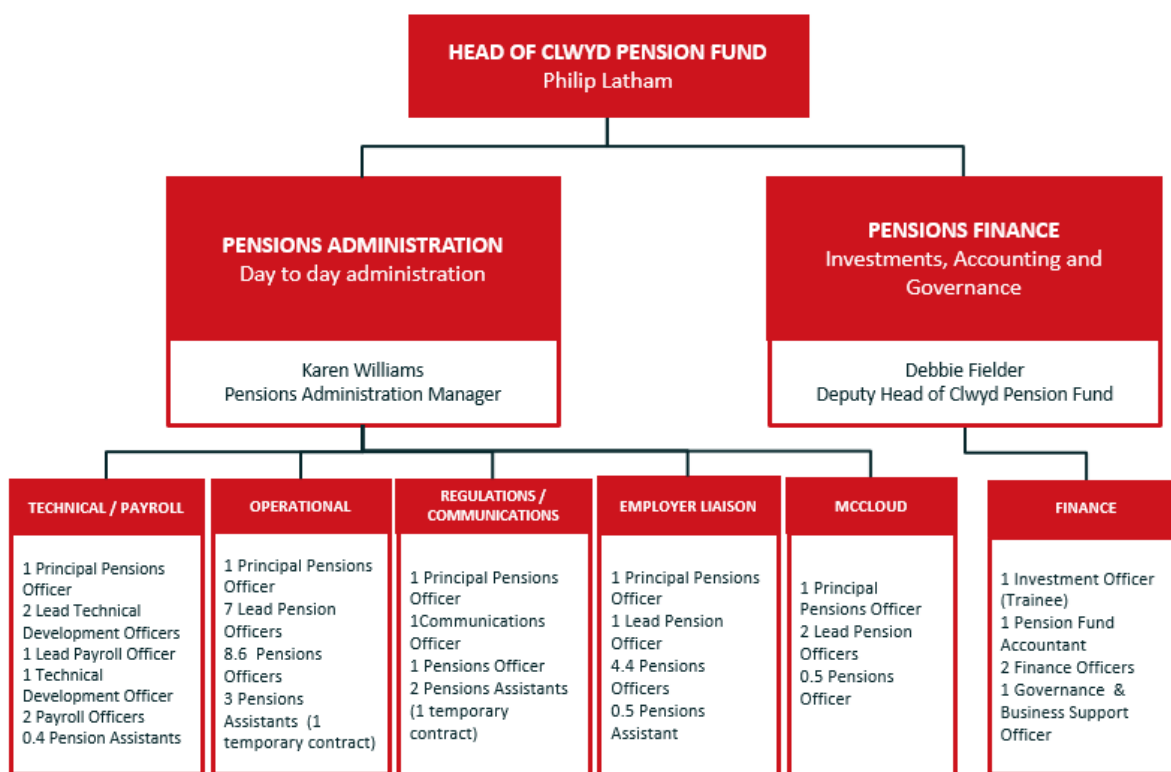 HEAD OF CLWYD PENSION FUND
Philip Latham
PENSIONS ADMINISTRATION
Day to day administration
Karen Williams
Pensions Administration Manager
PENSIONS FINANCE
Investments, Accounting and
Governance
Debbie Fielder
Deputy Head of Clwyd Pension Fund
TECHNICAL / PAYROLL
1 Principal Pensions
Officer
2 Lead Technical
Development Officers
1 Lead Payroll Officer
1 Technical
Development Officer
2 Payroll Officers
0.4 Pension Assistants
OPERATIONAL
1 Principal Pensions
Officer
7 Lead Pension
Officers
8.6 Pensions
Officers
3 Pensions
Assistants (1
temporary contract)
REGULATIONS /
COMMUNICATIONS
1 Principal Pensions
Officer
1Communications
Officer
1 Pensions Officer
2 Pensions Assistants
(1 temporary
contract)
EMPLOYER LIAISON
1 Principal Pensions
Officer
1 Lead Pension
Officer
4.4 Pensions
Officers
0.5 Pensions
Assistant
MCCLOUD
1 Principal
Pensions Officer
2 Lead Pension
Officers
0.5 Pensions
Officer
FINANCE
1 Investment Officer
(Trainee)
1 Pension Fund
Accountant
2 Finance Officers
1 Governance &
Business Support
Officer